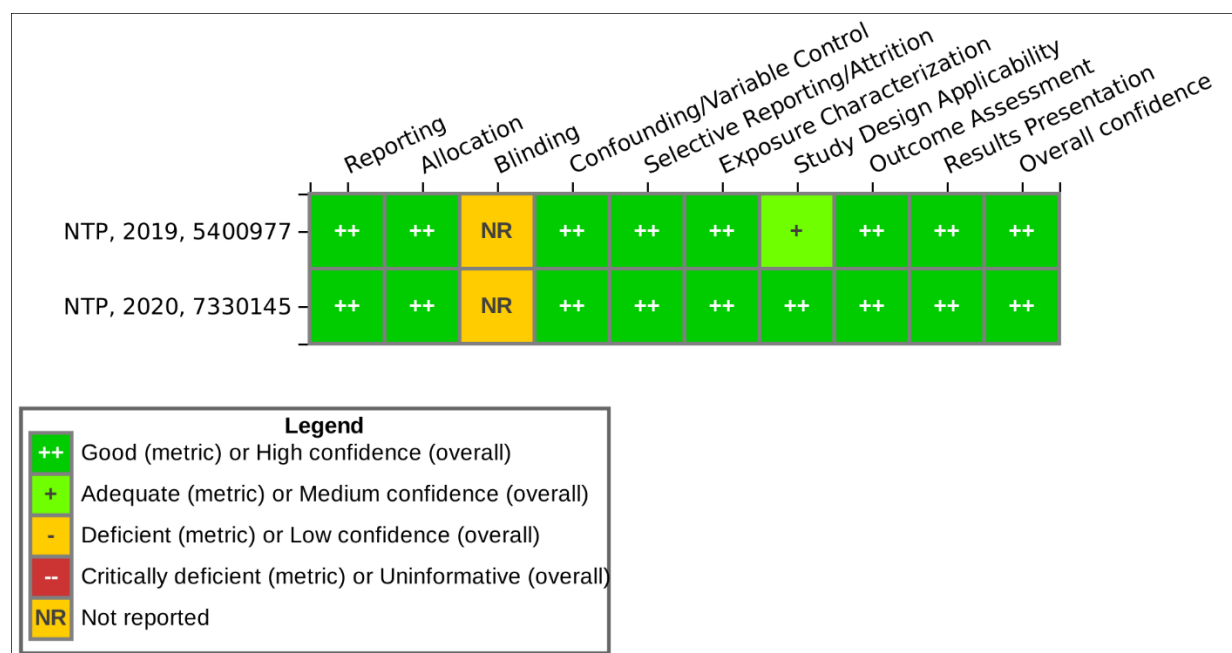 Reporting
Allocation
Blinding
Confounding/Variable Control
Selective Reporting/Attrition
Exposure Characterization
Study Design Applicability
Outcome Assessment
Results Presentation
Overall confidence
NTP, 2019, 5400977
++ ++ NR ++ ++ ++ + ++ ++ ++
NTP, 2020, 7330145
++ ++ NR ++ ++ ++ ++ ++ ++ ++
Legend
++ Good (metric) or High confidence (overall)
+ Adequate (metric) or Medium confidence (overall)
- Deficient (metric) or Low confidence (overall)
-- Critically deficient (metric) or Uninformative (overall)
NR Not reported